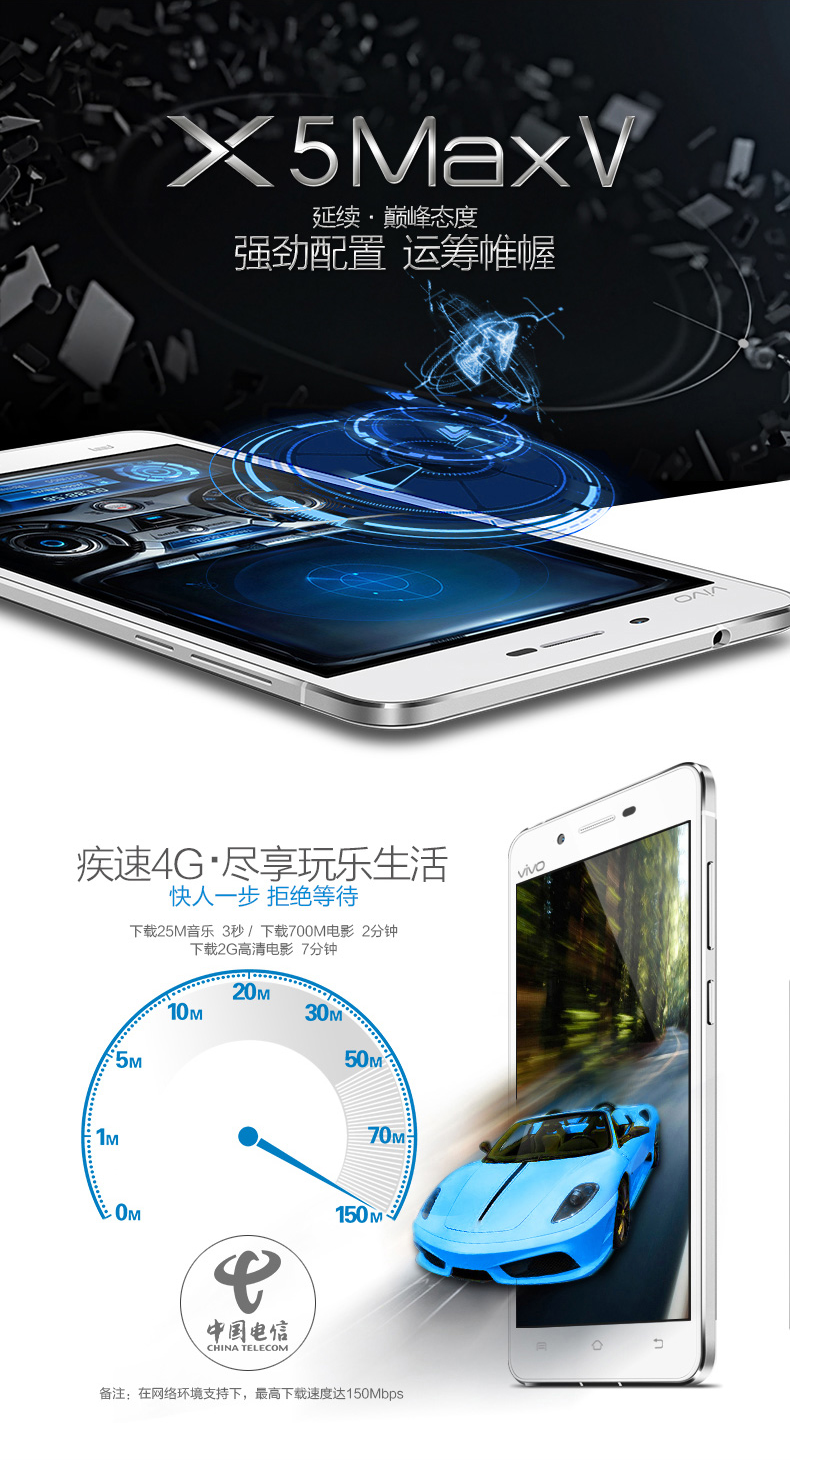 X5MaxV
延续·巅峰态度
强劲配置 运筹帷幄
vivo
vivo
疾速4G·尽享玩乐生活
快人一步 拒绝等待
下载25M音乐 3秒 / 下载700M电影 2分钟
下载2G高清电影 7分钟
20M
10M
30M
5M
50M
1M
70M
0M
150M
中国电信
CHINA TELECOM
备注：在网络环境支持下，最高下载速度达150Mbps